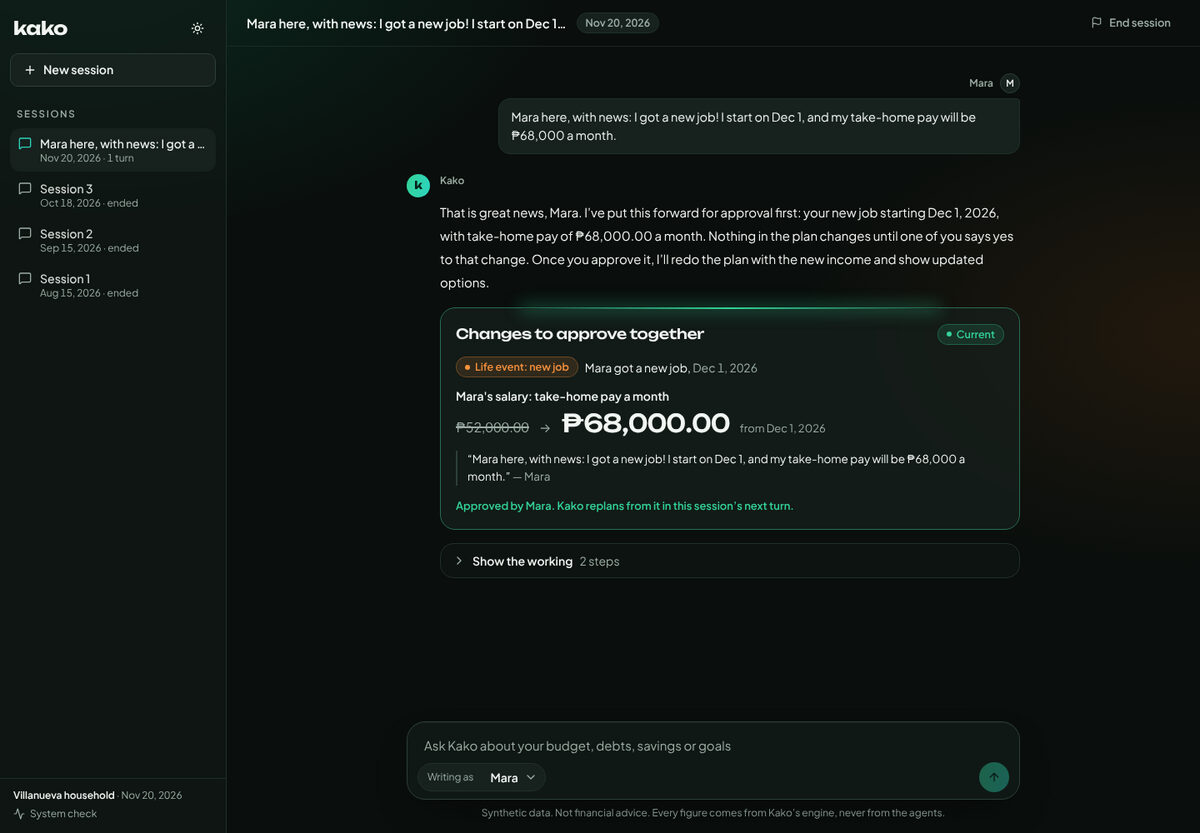 kako
New session
SESSIONS
Mara here, with news: I got a ...
Nov 20, 2026 · 1 turn
Session 3
Oct 18, 2026 · ended
Session 2
Sep 15, 2026 · ended
Session 1
Aug 15, 2026 · ended
Villanueva household · Nov 20, 2026
System check
Mara here, with news: I got a new job! I start on Dec 1...
Nov 20, 2026
End session
Mara M
Mara here, with news: I got a new job! I start on Dec 1, and my take-home pay will be
₱68,000 a month.
k Kako
That is great news, Mara. I've put this forward for approval first: your new job starting Dec 1, 2026,
with take-home pay of ₱68,000.00 a month. Nothing in the plan changes until one of you says yes
to that change. Once you approve it, I'll redo the plan with the new income and show updated
options.
Changes to approve together
Current
Life event: new job Mara got a new job, Dec 1, 2026
Mara's salary: take-home pay a month
₱52,000.00 → ₱68,000.00 from Dec 1, 2026
“Mara here, with news: I got a new job! I start on Dec 1, and my take-home pay will be ₱68,000 a
month.” — Mara
Approved by Mara. Kako replans from it in this session's next turn.
Show the working 2 steps
Ask Kako about your budget, debts, savings or goals
Writing as Mara
Synthetic data. Not financial advice. Every figure comes from Kako's engine, never from the agents.